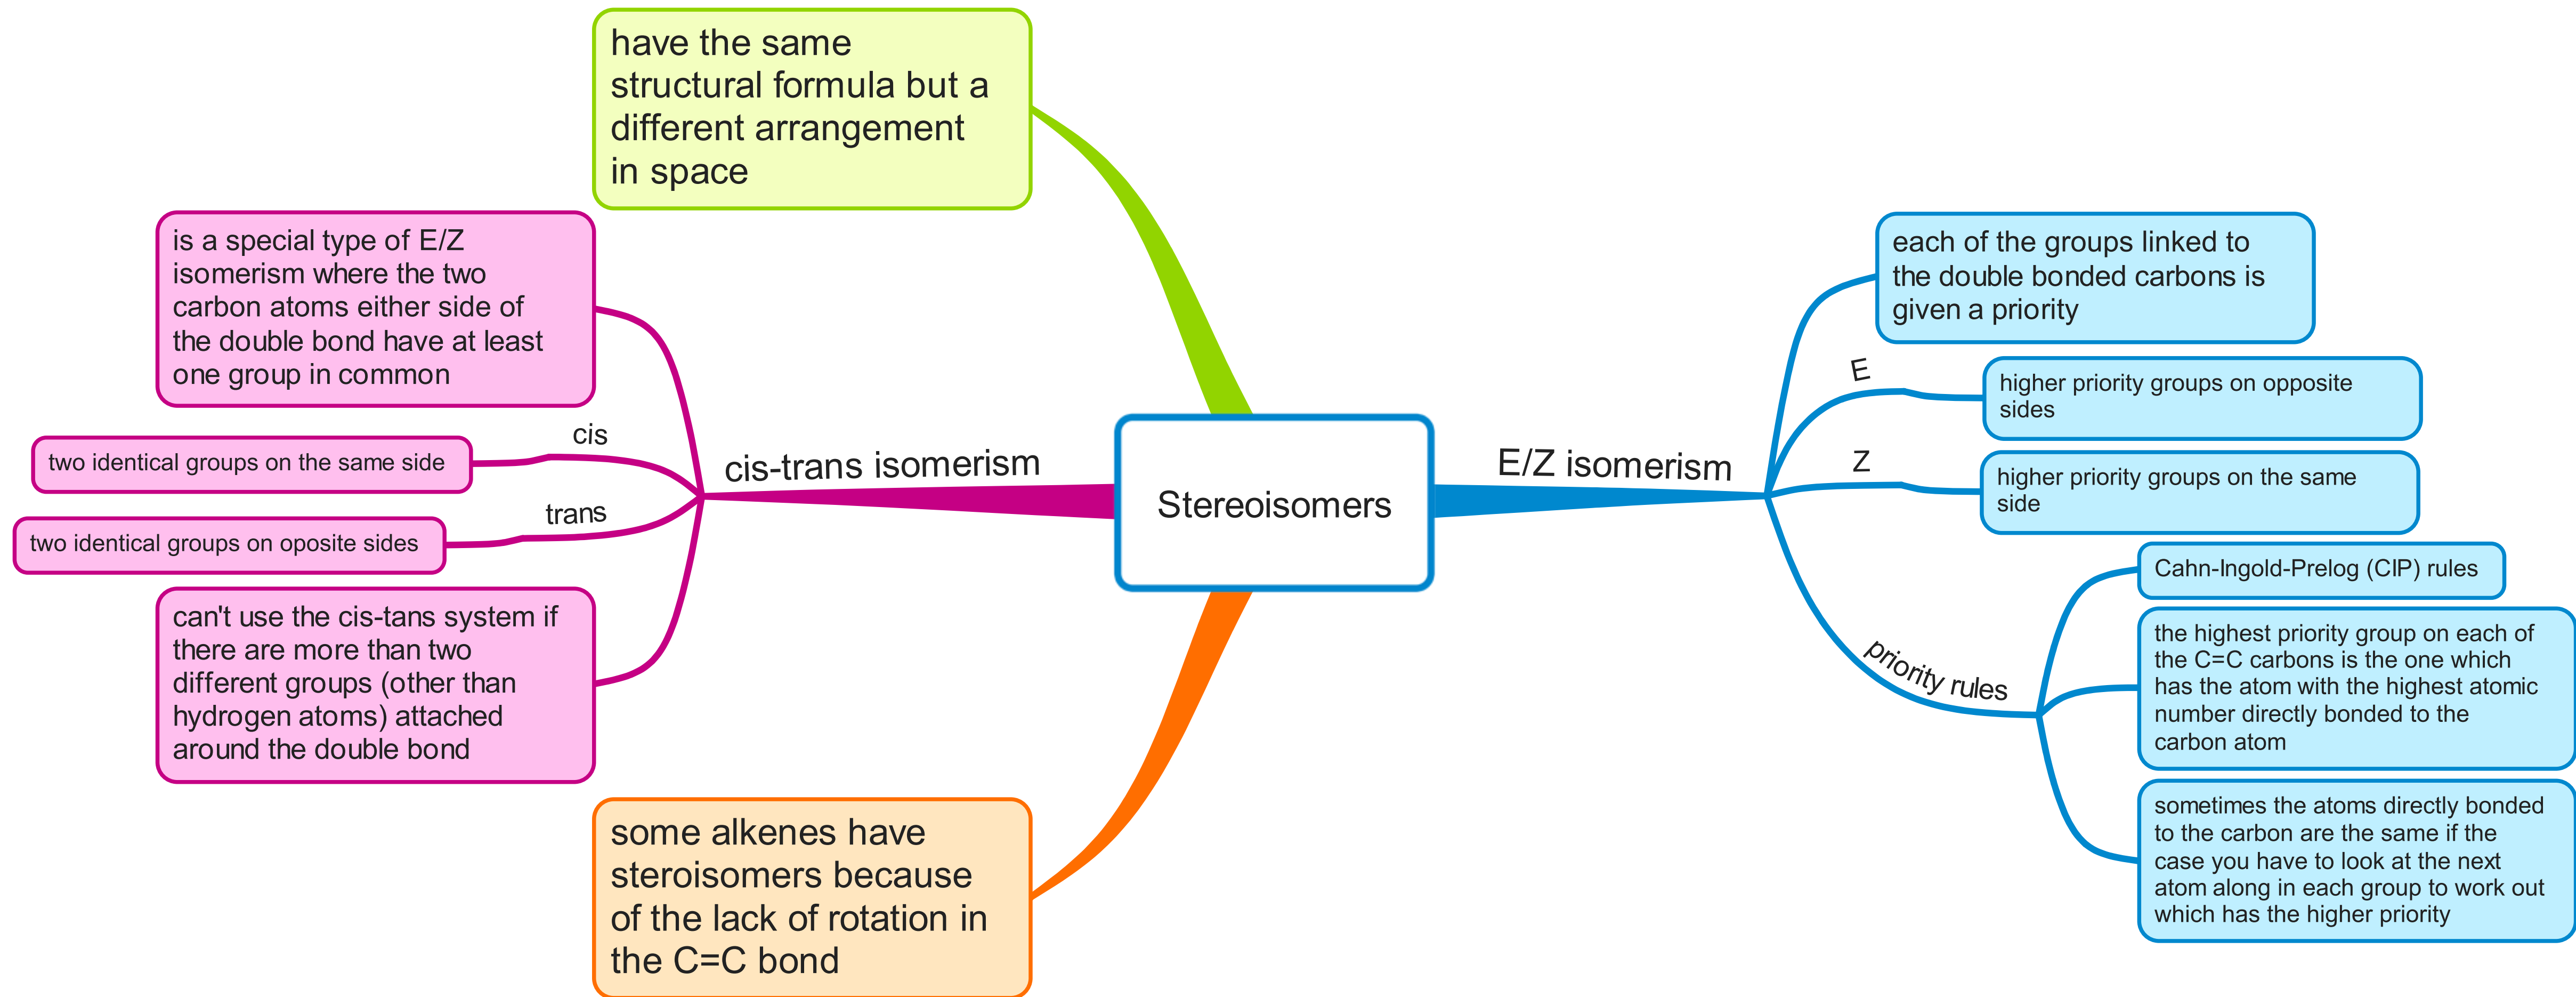 have the same
structural formula but a
different arrangement
in space
is a special type of E/Z
isomerism where the two
carbon atoms either side of
the double bond have at least
one group in common
cis
two identical groups on the same side
trans
two identical groups on oposite sides
can't use the cis-tans system if
there are more than two
different groups (other than
hydrogen atoms) attached
around the double bond
cis-trans isomerism
Stereoisomers
some alkenes have
steroisomers because
of the lack of rotation in
the C=C bond
E/Z isomerism
each of the groups linked to
the double bonded carbons is
given a priority
E
higher priority groups on opposite
sides
Z
higher priority groups on the same
side
priority rules
Cahn-Ingold-Prelog (CIP) rules
the highest priority group on each of
the C=C carbons is the one which
has the atom with the highest atomic
number directly bonded to the
carbon atom
sometimes the atoms directly bonded
to the carbon are the same if the
case you have to look at the next
atom along in each group to work out
which has the higher priority